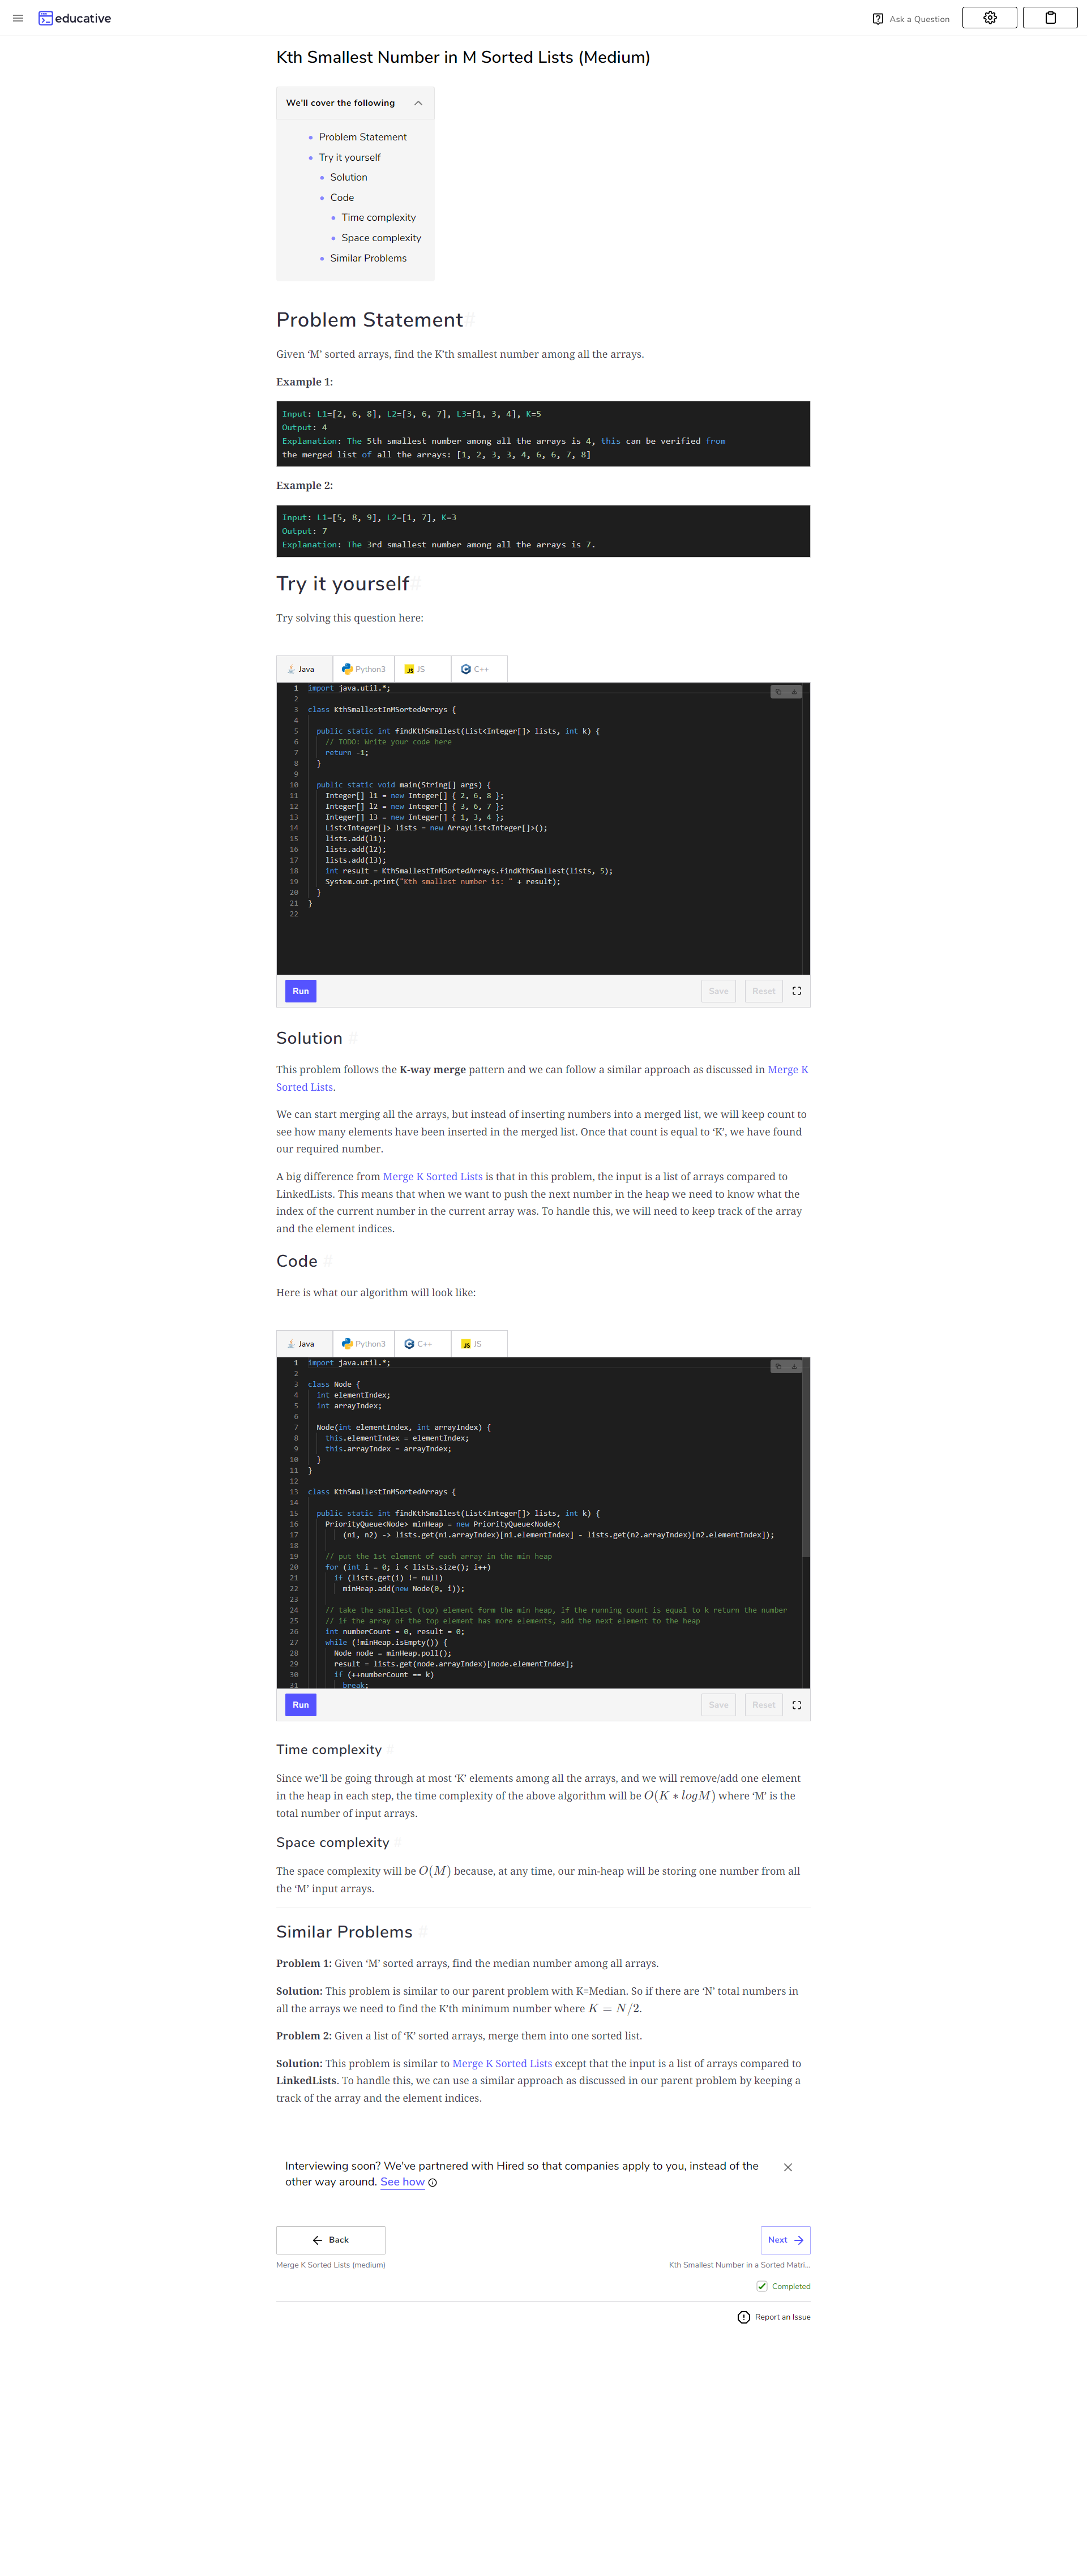 educative
Ask a Question
Kth Smallest Number in M Sorted Lists (Medium)
We'll cover the following
Problem Statement
Try it yourself
Solution
Code
Time complexity
Space complexity
Similar Problems
Problem Statement#
Given ‘M’ sorted arrays, find the K’th smallest number among all the arrays.
Example 1:
Input: L1=[2, 6, 8], L2=[3, 6, 7], L3=[1, 3, 4], K=5
Output: 4
Explanation: The 5th smallest number among all the arrays is 4, this can be verified from
the merged list of all the arrays: [1, 2, 3, 3, 4, 6, 6, 7, 8]
Example 2:
Input: L1=[5, 8, 9], L2=[1, 7], K=3
Output: 7
Explanation: The 3rd smallest number among all the arrays is 7.
Try it yourself#
Try solving this question here:
Java Python3 JS C++
1 import java.util.*;
2
3 class KthSmallestInMSortedArrays {
4
5 public static int findKthSmallest(List<Integer[]> lists, int k) {
6 // TODO: Write your code here
7 return -1;
8 }
9
10 public static void main(String[] args) {
11 Integer[] l1 = new Integer[] { 2, 6, 8 };
12 Integer[] l2 = new Integer[] { 3, 6, 7 };
13 Integer[] l3 = new Integer[] { 1, 3, 4 };
14 List<Integer[]> lists = new ArrayList<Integer[]>();
15 lists.add(l1);
16 lists.add(l2);
17 lists.add(l3);
18 int result = KthSmallestInMSortedArrays.findKthSmallest(lists, 5);
19 System.out.print("Kth smallest number is: " + result);
20 }
21 }
22
Run Save Reset
Solution #
This problem follows the K-way merge pattern and we can follow a similar approach as discussed in Merge K
Sorted Lists.
We can start merging all the arrays, but instead of inserting numbers into a merged list, we will keep count to
see how many elements have been inserted in the merged list. Once that count is equal to ‘K’, we have found
our required number.
A big difference from Merge K Sorted Lists is that in this problem, the input is a list of arrays compared to
LinkedLists. This means that when we want to push the next number in the heap we need to know what the
index of the current number in the current array was. To handle this, we will need to keep track of the array
and the element indices.
Code #
Here is what our algorithm will look like:
Java Python3 C++ JS
1 import java.util.*;
2
3 class Node {
4 int elementIndex;
5 int arrayIndex;
6
7 Node(int elementIndex, int arrayIndex) {
8 this.elementIndex = elementIndex;
9 this.arrayIndex = arrayIndex;
10 }
11 }
12
13 class KthSmallestInMSortedArrays {
14
15 public static int findKthSmallest(List<Integer[]> lists, int k) {
16 PriorityQueue<Node> minHeap = new PriorityQueue<Node>(
17 (n1, n2) -> lists.get(n1.arrayIndex)[n1.elementIndex] - lists.get(n2.arrayIndex)[n2.elementIndex]);
18
19 // put the 1st element of each array in the min heap
20 for (int i = 0; i < lists.size(); i++)
21 if (lists.get(i) != null)
22 minHeap.add(new Node(0, i));
23
24 // take the smallest (top) element form the min heap, if the running count is equal to k return the number
25 // if the array of the top element has more elements, add the next element to the heap
26 int numberCount = 0, result = 0;
27 while (!minHeap.isEmpty()) {
28 Node node = minHeap.poll();
29 result = lists.get(node.arrayIndex)[node.elementIndex];
30 if (++numberCount == k)
31 break;
Run Save Reset
Time complexity #
Since we’ll be going through at most ‘K’ elements among all the arrays, and we will remove/add one element
in the heap in each step, the time complexity of the above algorithm will be O(K ∗ logM) where ‘M’ is the
total number of input arrays.
Space complexity #
The space complexity will be O(M) because, at any time, our min-heap will be storing one number from all
the ‘M’ input arrays.
Similar Problems #
Problem 1: Given ‘M’ sorted arrays, find the median number among all arrays.
Solution: This problem is similar to our parent problem with K=Median. So if there are ‘N’ total numbers in
all the arrays we need to find the K’th minimum number where K = N/2.
Problem 2: Given a list of ‘K’ sorted arrays, merge them into one sorted list.
Solution: This problem is similar to Merge K Sorted Lists except that the input is a list of arrays compared to
LinkedLists. To handle this, we can use a similar approach as discussed in our parent problem by keeping a
track of the array and the element indices.
Interviewing soon? We've partnered with Hired so that companies apply to you, instead of the
other way around. See how
Back Next
Merge K Sorted Lists (medium) Kth Smallest Number in a Sorted Matri...
Completed
Report an Issue